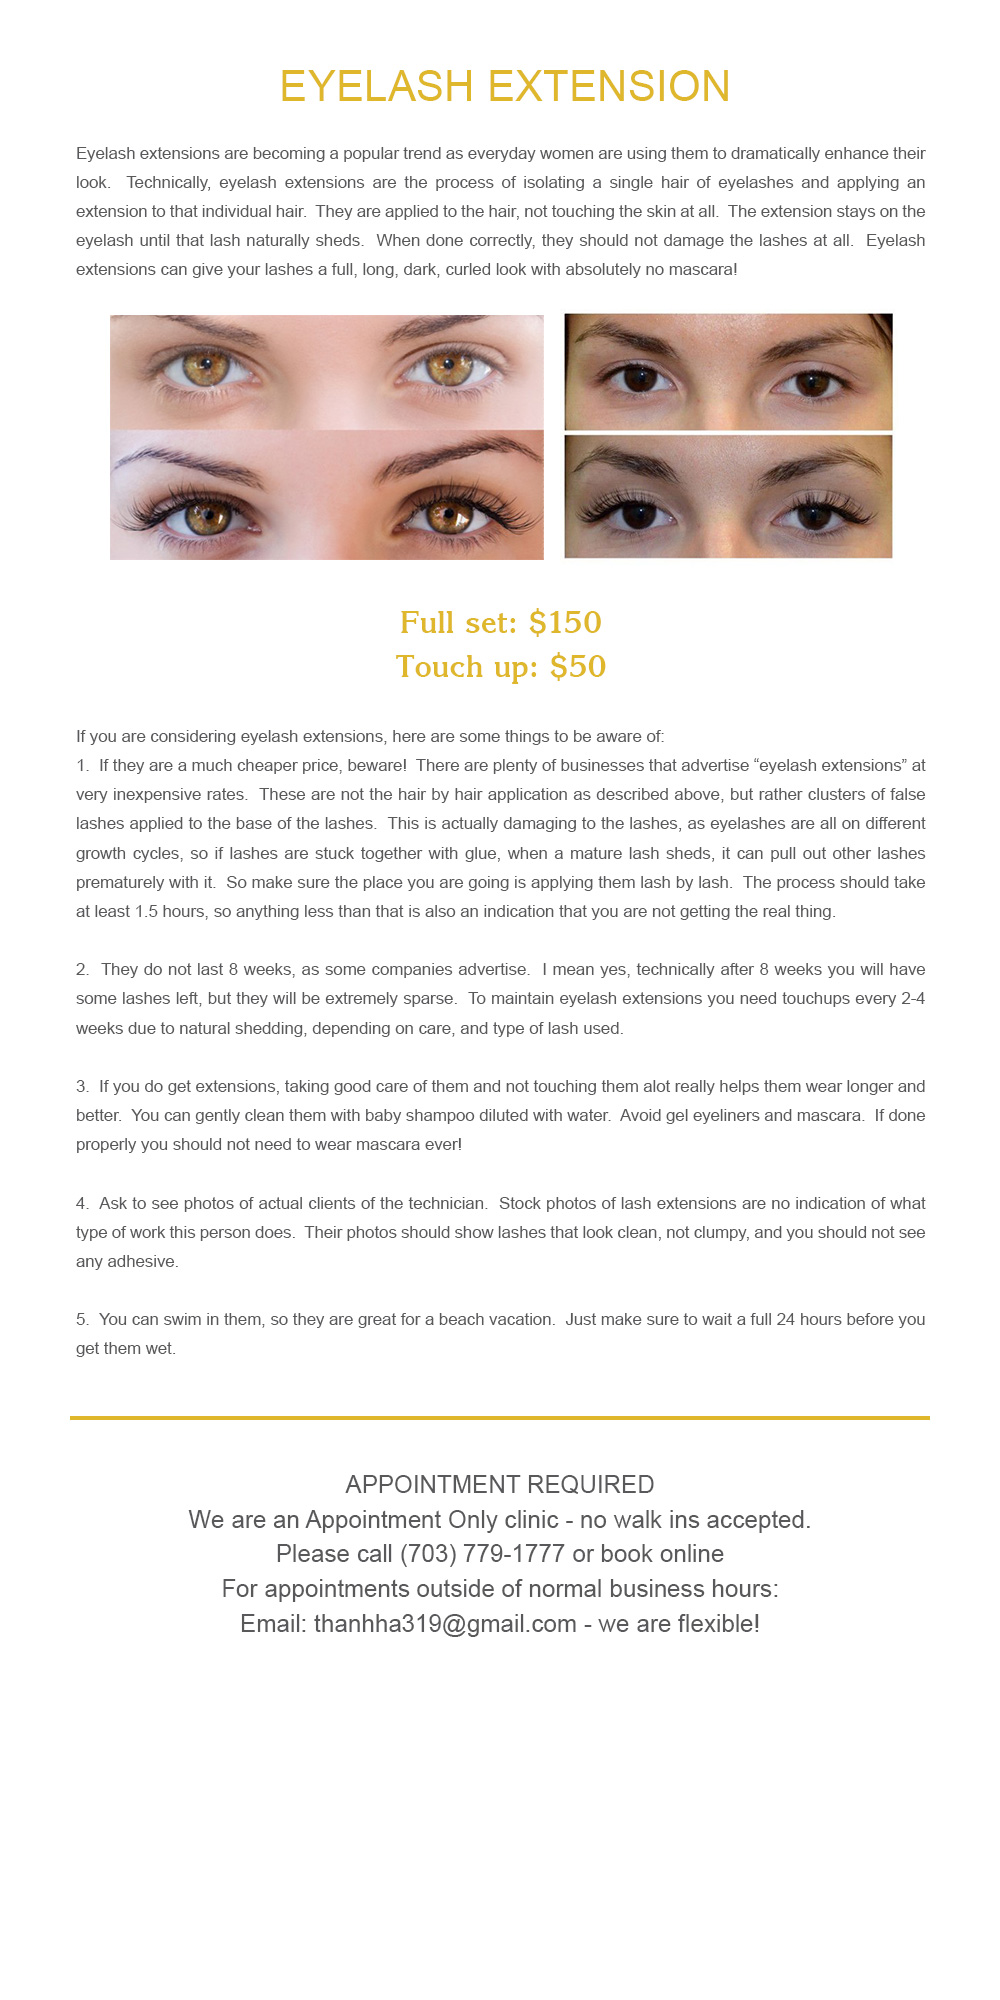 EYELASH EXTENSION
Eyelash extensions are becoming a popular trend as everyday women are using them to dramatically enhance their
look.  Technically, eyelash extensions are the process of isolating a single hair of eyelashes and applying an
extension to that individual hair.  They are applied to the hair, not touching the skin at all.  The extension stays on the
eyelash until that lash naturally sheds.  When done correctly, they should not damage the lashes at all.  Eyelash
extensions can give your lashes a full, long, dark, curled look with absolutely no mascara!
Full set: $150
Touch up: $50
If you are considering eyelash extensions, here are some things to be aware of:
1.  If they are a much cheaper price, beware!  There are plenty of businesses that advertise “eyelash extensions” at
very inexpensive rates.  These are not the hair by hair application as described above, but rather clusters of false
lashes applied to the base of the lashes.  This is actually damaging to the lashes, as eyelashes are all on different
growth cycles, so if lashes are stuck together with glue, when a mature lash sheds, it can pull out other lashes
prematurely with it.  So make sure the place you are going is applying them lash by lash.  The process should take
at least 1.5 hours, so anything less than that is also an indication that you are not getting the real thing.
2.  They do not last 8 weeks, as some companies advertise.  I mean yes, technically after 8 weeks you will have
some lashes left, but they will be extremely sparse.  To maintain eyelash extensions you need touchups every 2-4
weeks due to natural shedding, depending on care, and type of lash used.
3.  If you do get extensions, taking good care of them and not touching them alot really helps them wear longer and
better.  You can gently clean them with baby shampoo diluted with water.  Avoid gel eyeliners and mascara.  If done
properly you should not need to wear mascara ever!
4.  Ask to see photos of actual clients of the technician.  Stock photos of lash extensions are no indication of what
type of work this person does.  Their photos should show lashes that look clean, not clumpy, and you should not see
any adhesive.
5.  You can swim in them, so they are great for a beach vacation.  Just make sure to wait a full 24 hours before you
get them wet.
APPOINTMENT REQUIRED
We are an Appointment Only clinic - no walk ins accepted.
Please call (703) 779-1777 or book online
For appointments outside of normal business hours:
Email: thanhha319@gmail.com - we are flexible!